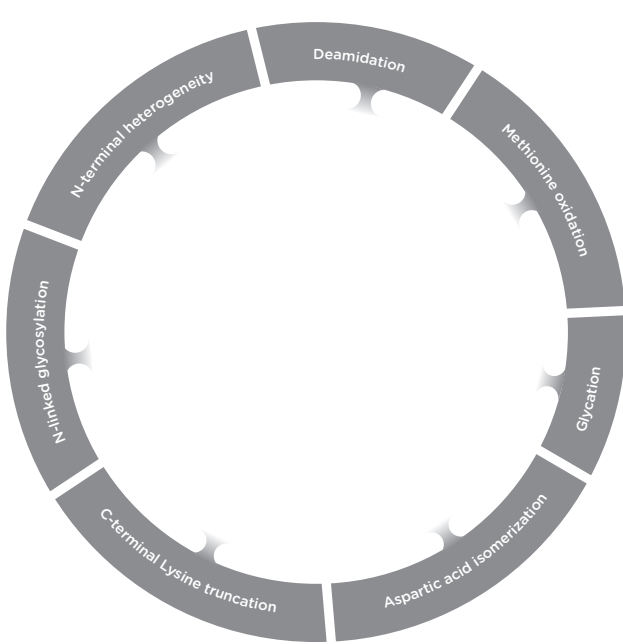 Deamidation
Methionine oxidation
Glycation
Aspartic acid isomerization
C-terminal Lysine truncation
N-linked glycosylation
N-terminal heterogeneity